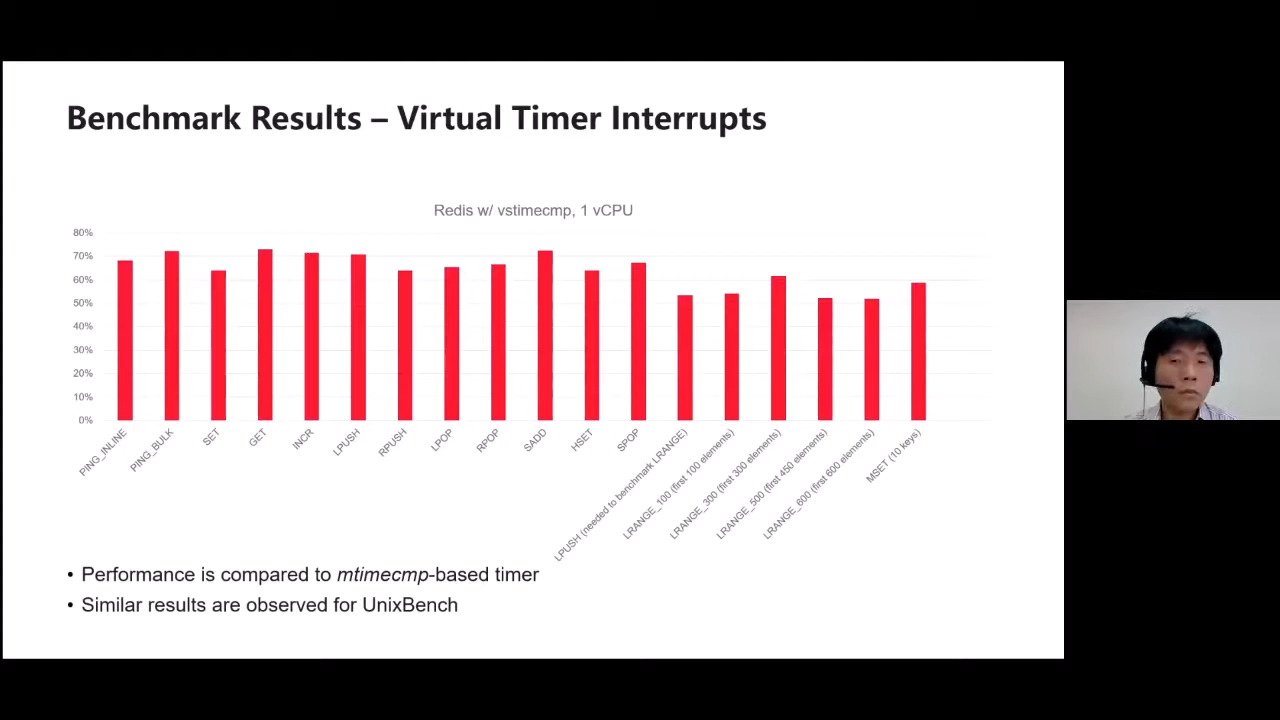 Benchmark Results – Virtual Timer Interrupts
Redis w/ vstimecmp, 1 vCPU
80%
70%
60%
50%
40%
30%
20%
10%
0%
PING_INLINE
PING_BULK
SET
GET
INCR
LPUSH
RPUSH
LPOP
RPOP
SADD
HSET
SPOP
LPUSH (needed to benchmark LRANGE)
LRANGE_100 (first 100 elements)
LRANGE_300 (first 300 elements)
LRANGE_500 (first 450 elements)
LRANGE_600 (first 600 elements)
MSET (10 keys)
• Performance is compared to mtimecmp-based timer
• Similar results are observed for UnixBench